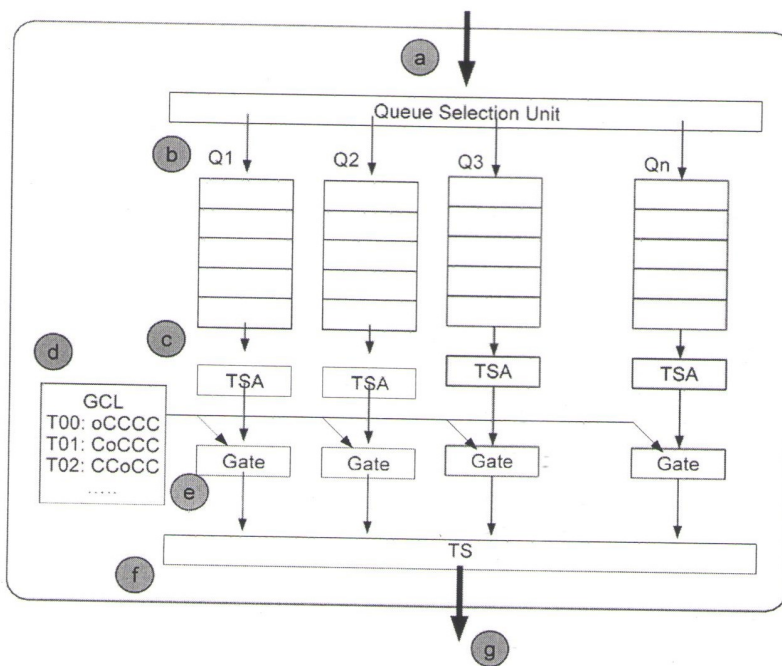 a
Queue Selection Unit
b
Q1 Q2 Q3 Qn
c
d
TSA TSA TSA TSA
GCL
T00: oCCCC
T01: CoCCC
T02: CCoCC
.....
Gate Gate Gate Gate
e
TS
f
g